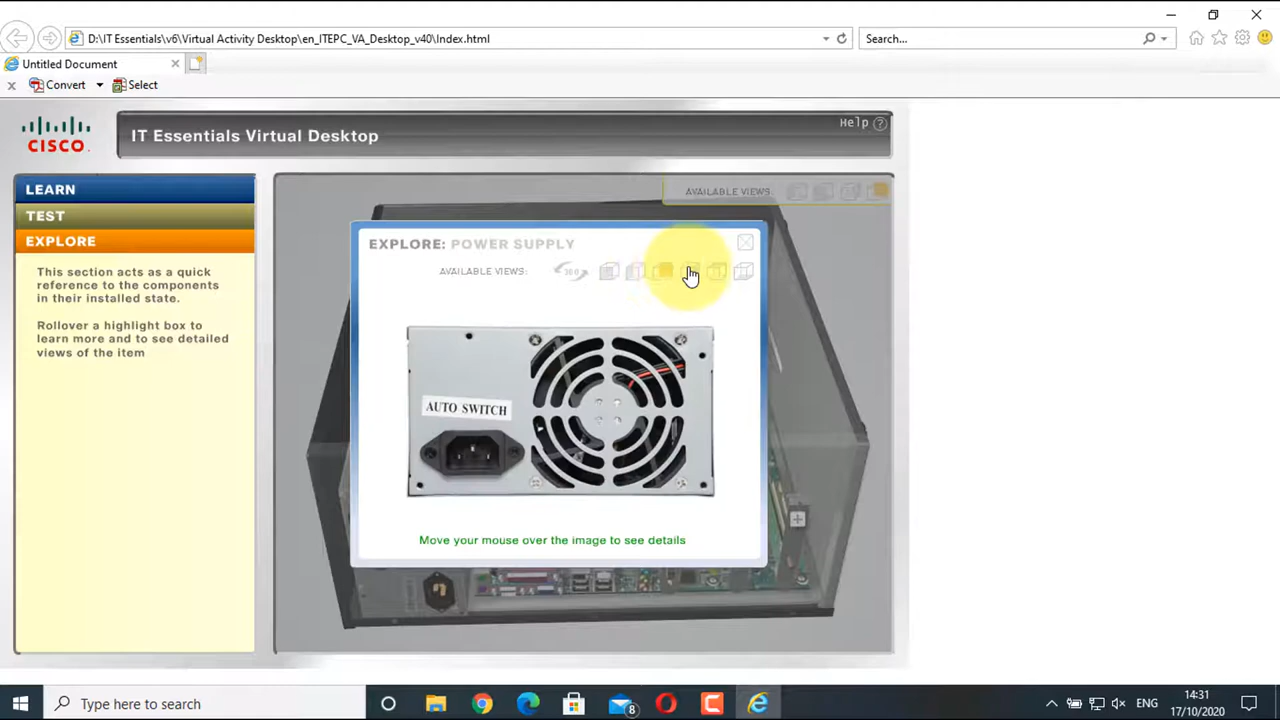 D:\IT Essentials\v6\Virtual Activity Desktop\en_ITEPC_VA_Desktop_v40\Index.html
Search...
Untitled Document
Convert
Select
CISCO
IT Essentials Virtual Desktop
Help ?
LEARN
TEST
EXPLORE
This section acts as a quick
reference to the components
in their installed state.
Rollover a highlight box to
learn more and to see detailed
views of the item
AVAILABLE VIEWS:
EXPLORE: POWER SUPPLY
AVAILABLE VIEWS:
360
AUTO SWITCH
Move your mouse over the image to see details
Type here to search
8
ENG
14:31
17/10/2020